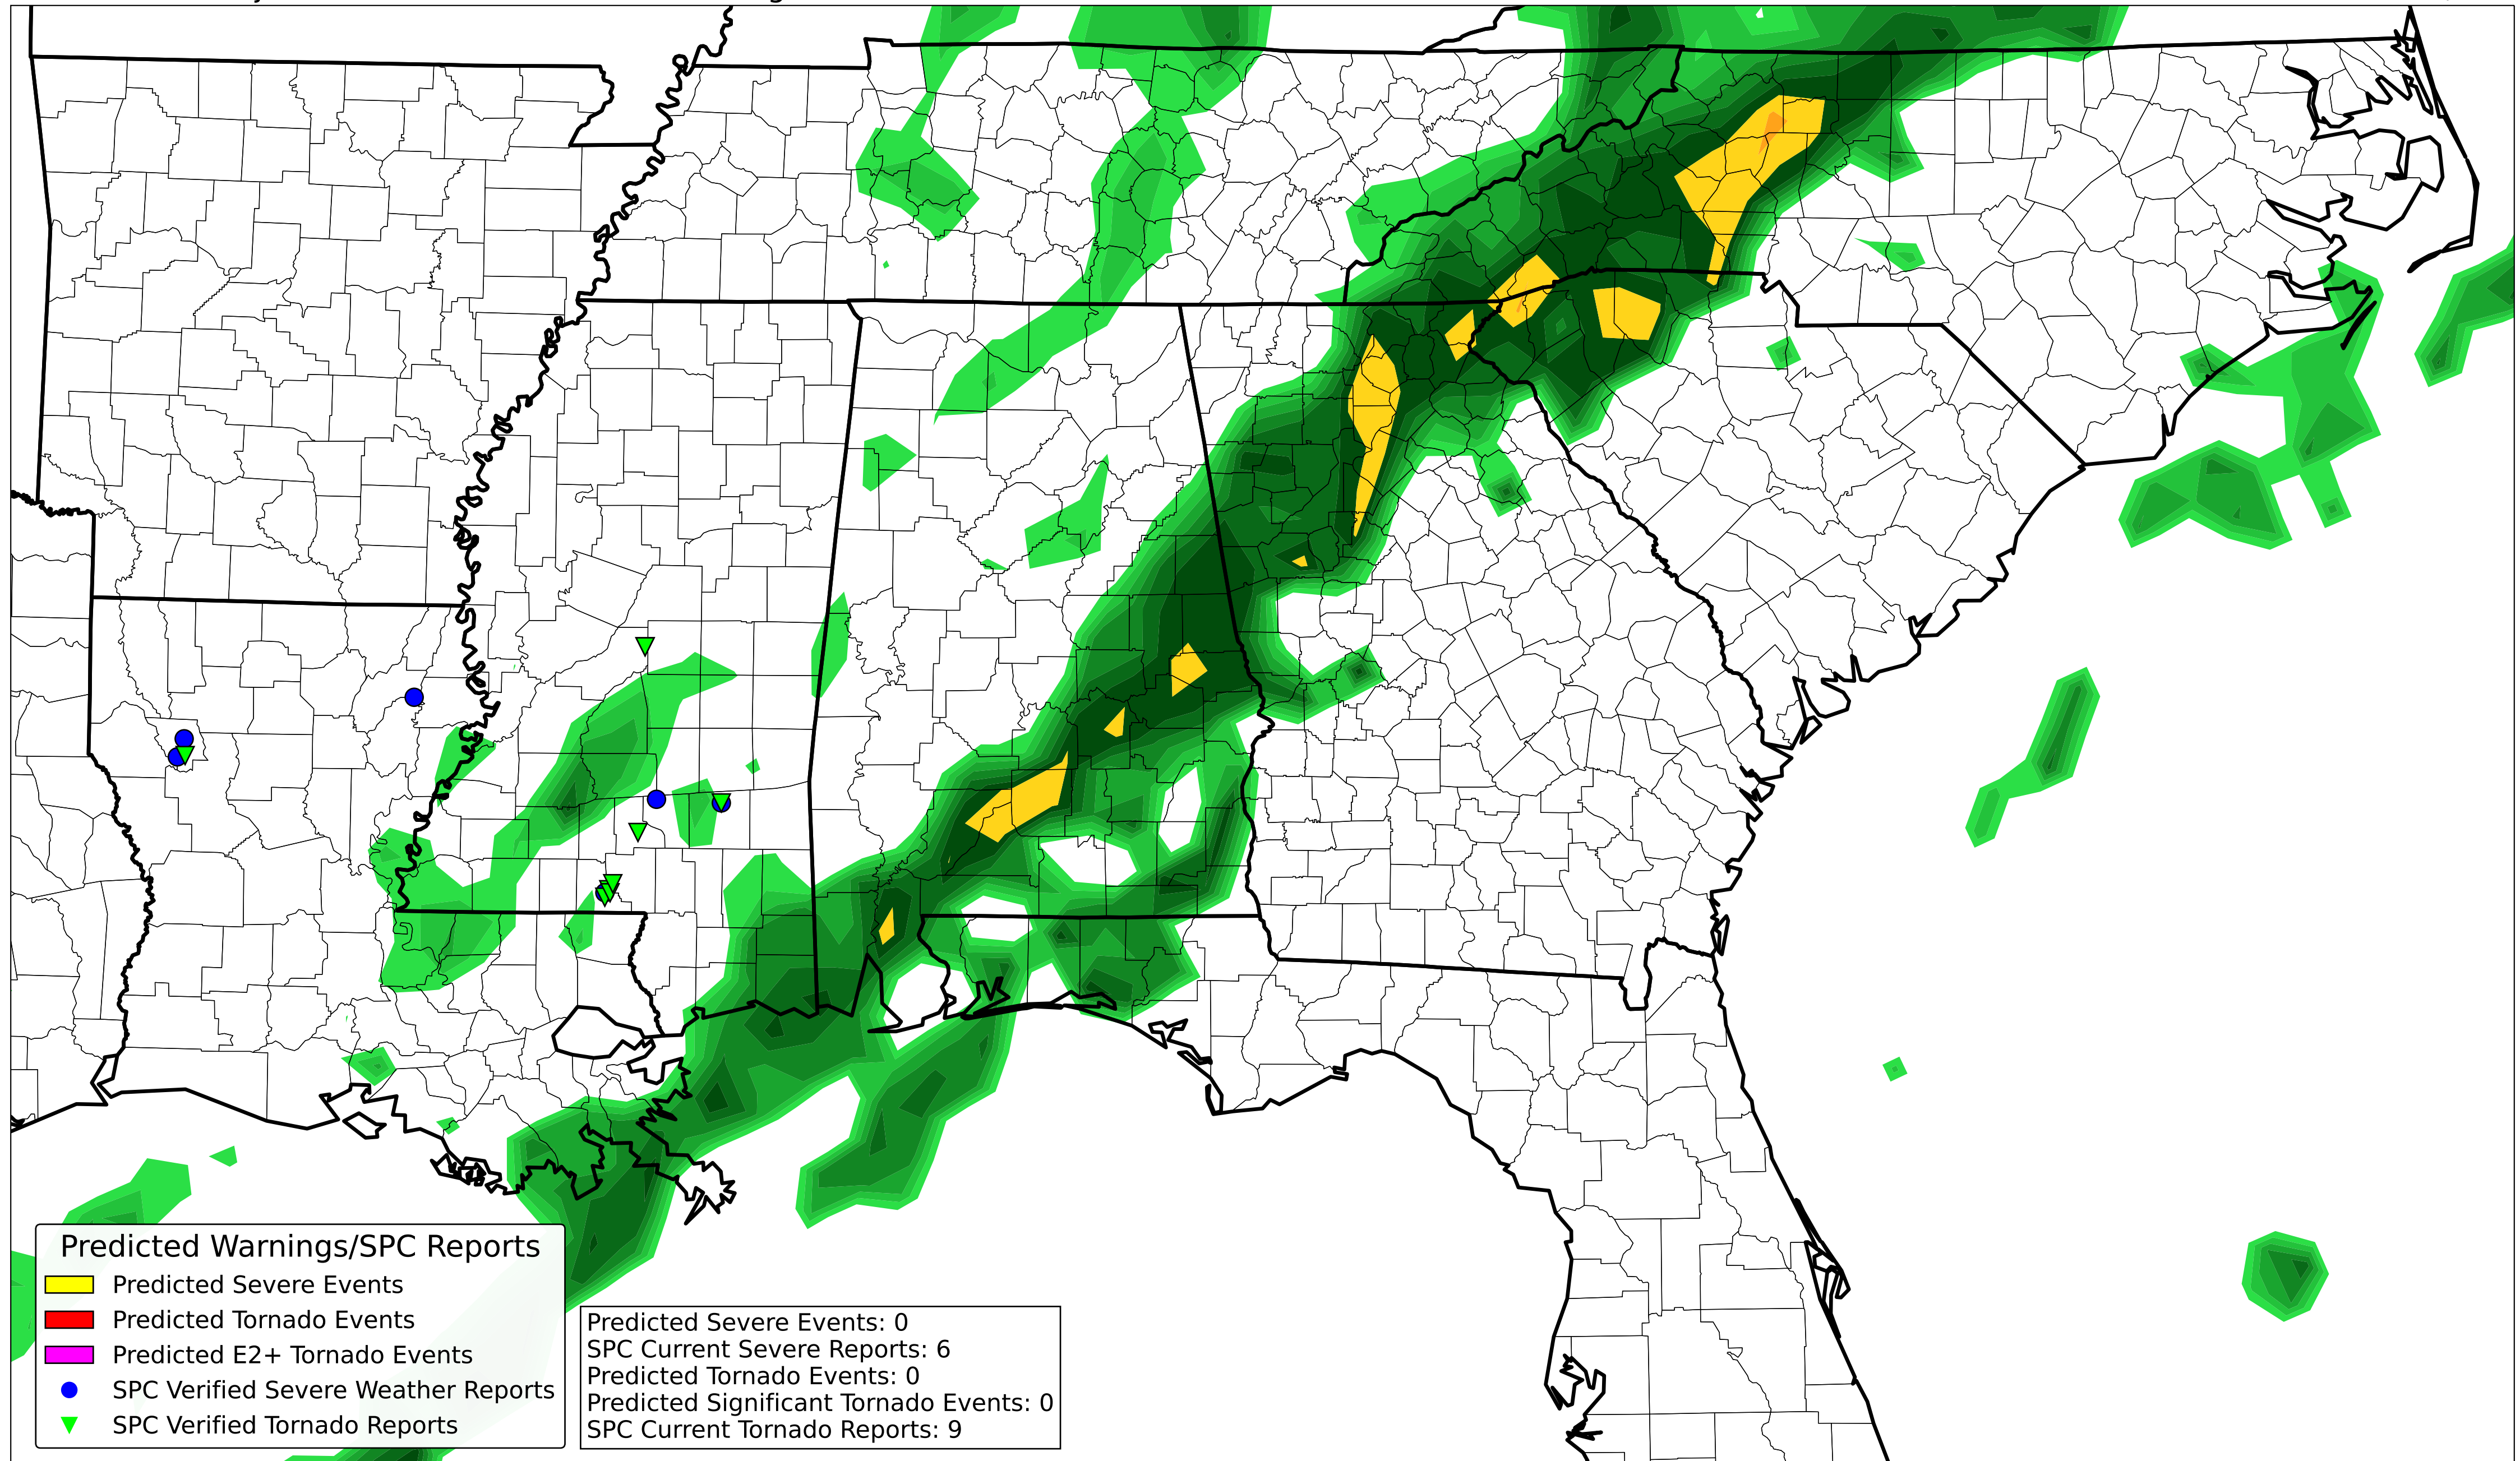 Predicted Warnings/SPC Reports
Predicted Severe Events
Predicted Tornado Events
Predicted E2+ Tornado Events
SPC Verified Severe Weather Reports
SPC Verified Tornado Reports
Predicted Severe Events: 0
SPC Current Severe Reports: 6
Predicted Tornado Events: 0
Predicted Significant Tornado Events: 0
SPC Current Tornado Reports: 9